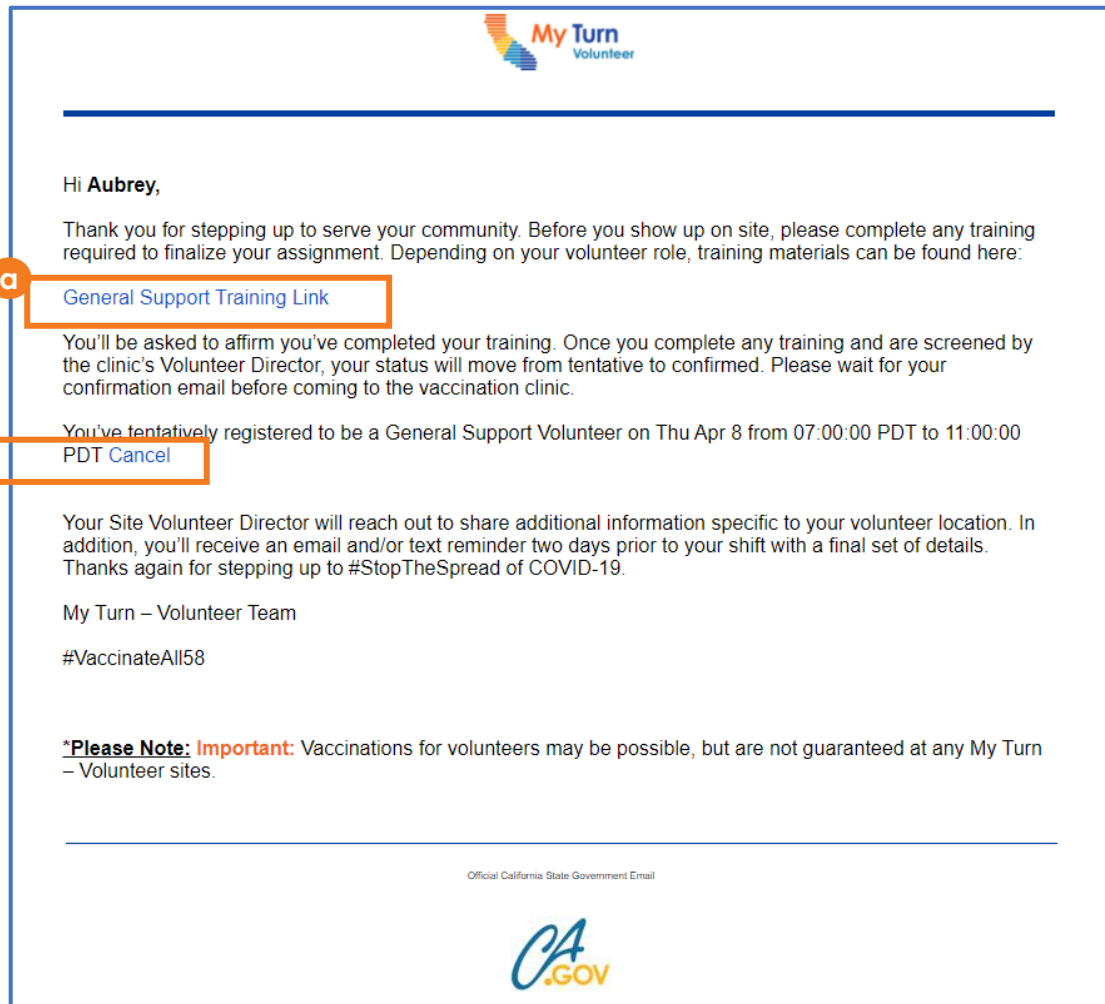 My Turn
Volunteer
Hi Aubrey,
Thank you for stepping up to serve your community. Before you show up on site, please complete any training
required to finalize your assignment. Depending on your volunteer role, training materials can be found here:
a
General Support Training Link
You'll be asked to affirm you've completed your training. Once you complete any training and are screened by
the clinic's Volunteer Director, your status will move from tentative to confirmed. Please wait for your
confirmation email before coming to the vaccination clinic.
You've tentatively registered to be a General Support Volunteer on Thu Apr 8 from 07:00:00 PDT to 11:00:00
PDT Cancel
Your Site Volunteer Director will reach out to share additional information specific to your volunteer location. In
addition, you'll receive an email and/or text reminder two days prior to your shift with a final set of details.
Thanks again for stepping up to #StopTheSpread of COVID-19.
My Turn – Volunteer Team
#VaccinateAll58
*Please Note: Important: Vaccinations for volunteers may be possible, but are not guaranteed at any My Turn
– Volunteer sites.
Official California State Government Email
CA
.GOV